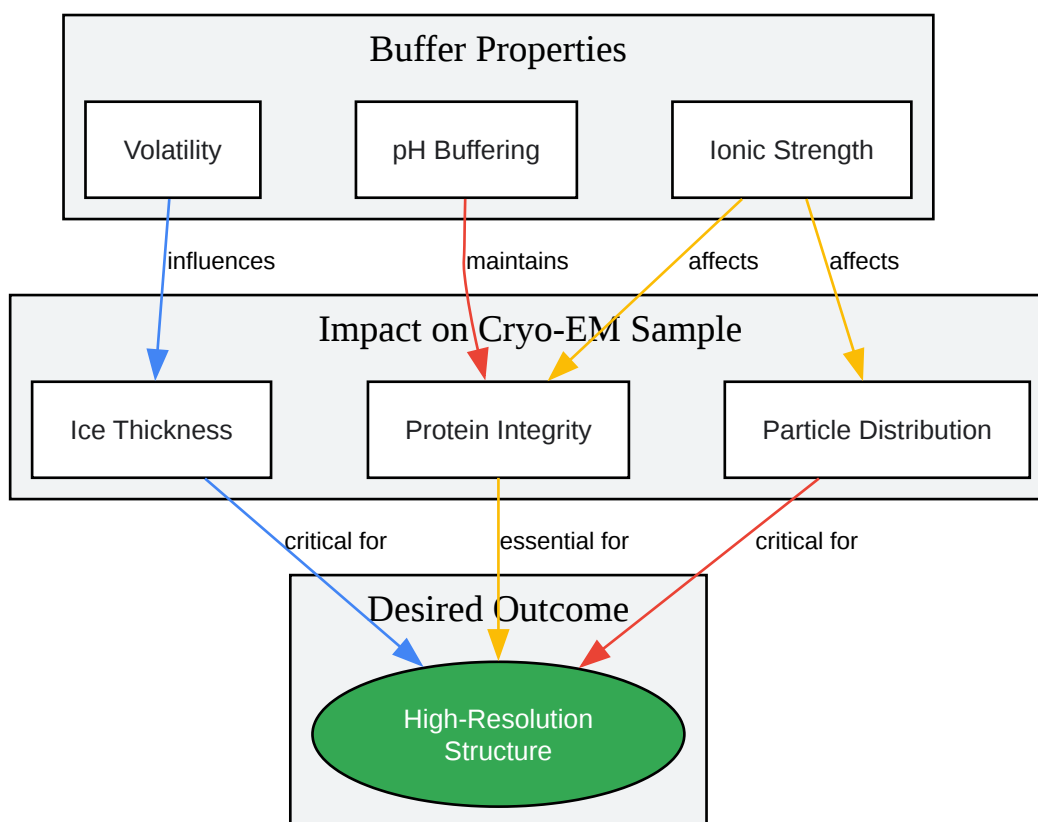 Buffer Properties
Volatility
pH Buffering
Ionic Strength
influences
maintains
affects
affects
Impact on Cryo-EM Sample
Ice Thickness
Protein Integrity
Particle Distribution
critical for
essential for
critical for
Desired Outcome
High-Resolution
Structure